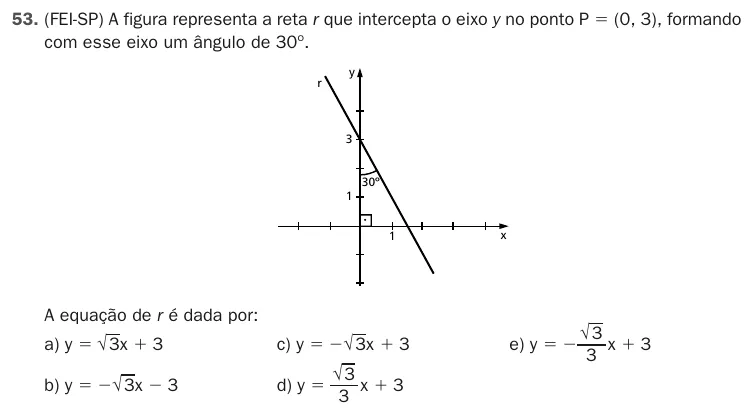 53. (FEI-SP) A figura representa a reta r que intercepta o eixo y no ponto P = (0, 3), formando
com esse eixo um ângulo de 30º.
y
r
3
30º
1
1
x
A equação de r é dada por:
a) y = √3x + 3
c) y = −√3x + 3
e) y = −√3/3x + 3
b) y = −√3x − 3
d) y = √3/3x + 3